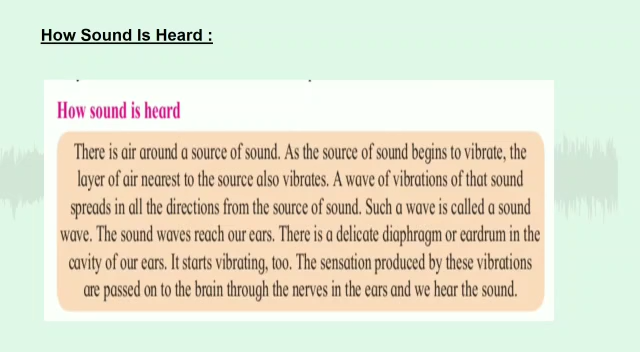 How Sound Is Heard :
How sound is heard
There is air around a source of sound. As the source of sound begins to vibrate, the
layer of air nearest to the source also vibrates. A wave of vibrations of that sound
spreads in all the directions from the source of sound. Such a wave is called a sound
wave. The sound waves reach our ears. There is a delicate diaphragm or eardrum in the
cavity of our ears. It starts vibrating, too. The sensation produced by these vibrations
are passed on to the brain through the nerves in the ears and we hear the sound.